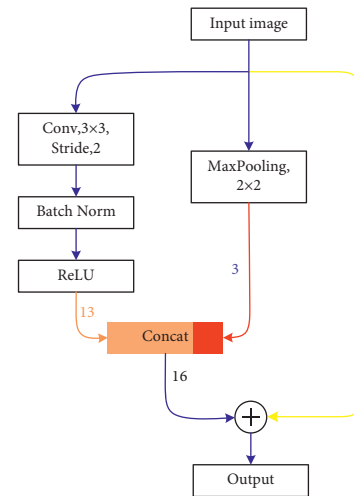 Input image
Conv,3×3,
Stride,2
MaxPooling,
2×2
Batch Norm
ReLU
3
13
Concat
16
+
Output